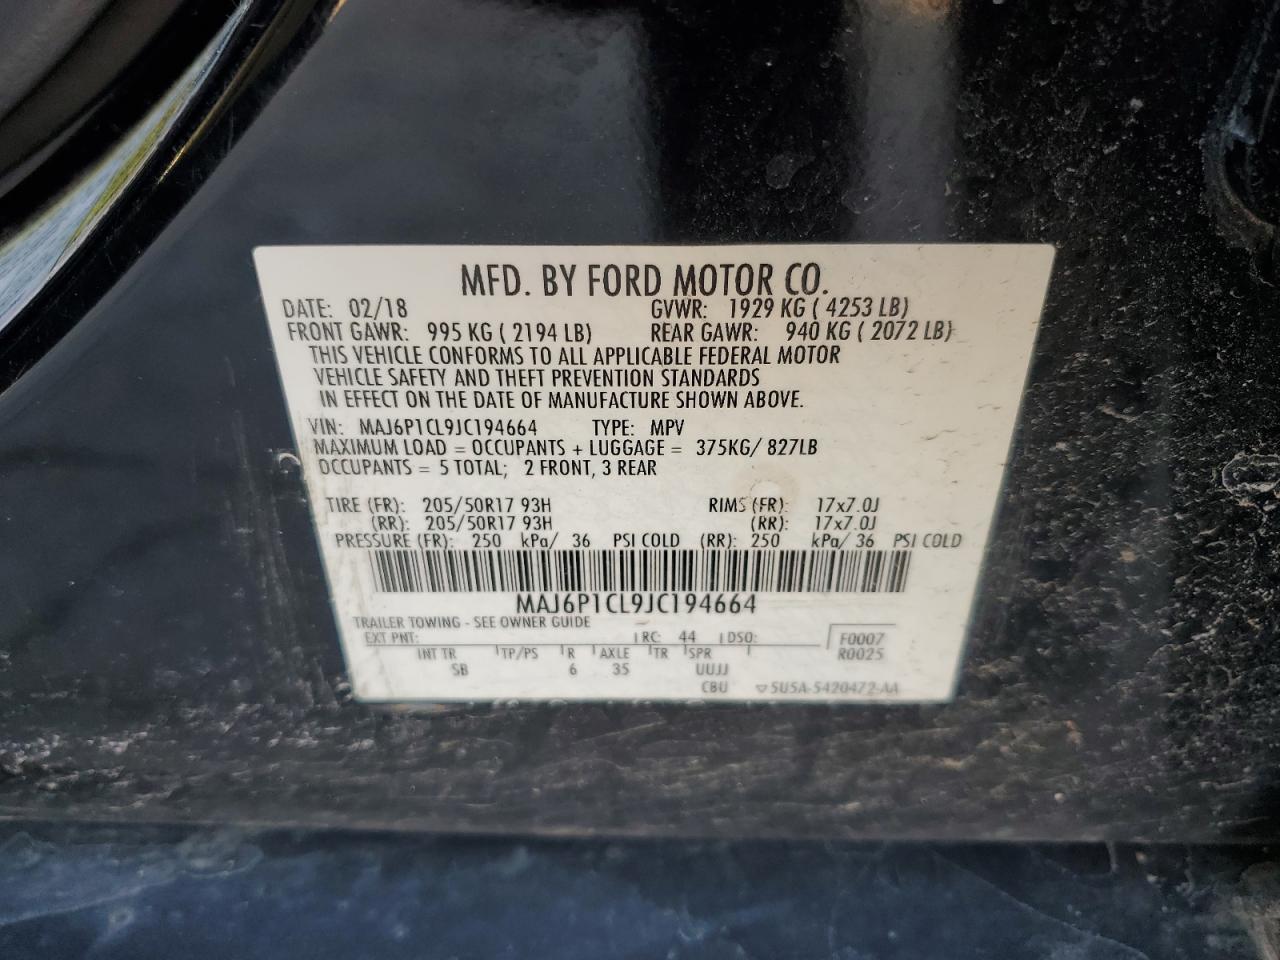 MFD. BY FORD MOTOR CO.
DATE: 02/18 GVWR: 1929 KG ( 4253 LB)
FRONT GAWR: 995 KG ( 2194 LB) REAR GAWR: 940 KG ( 2072 LB)
THIS VEHICLE CONFORMS TO ALL APPLICABLE FEDERAL MOTOR
VEHICLE SAFETY AND THEFT PREVENTION STANDARDS
IN EFFECT ON THE DATE OF MANUFACTURE SHOWN ABOVE.
VIN: MAJ6P1CL9JC194664 TYPE: MPV
MAXIMUM LOAD = OCCUPANTS + LUGGAGE = 375KG/ 827LB
OCCUPANTS = 5 TOTAL; 2 FRONT, 3 REAR
TIRE (FR): 205/50R17 93H RIMS (FR): 17x7.0J
(RR): 205/50R17 93H (RR): 17x7.0J
PRESSURE (FR): 250 kPa/ 36 PSI COLD (RR): 250 kPa/ 36 PSI COLD
MAJ6P1CL9JC194664
TRAILER TOWING - SEE OWNER GUIDE
EXT PNT: RC: 44 DSO: F0007
INT TR TP/PS R AXLE TR SPR R0025
SB 6 35 UUJJ
CBU 5U5A-5420472-AA